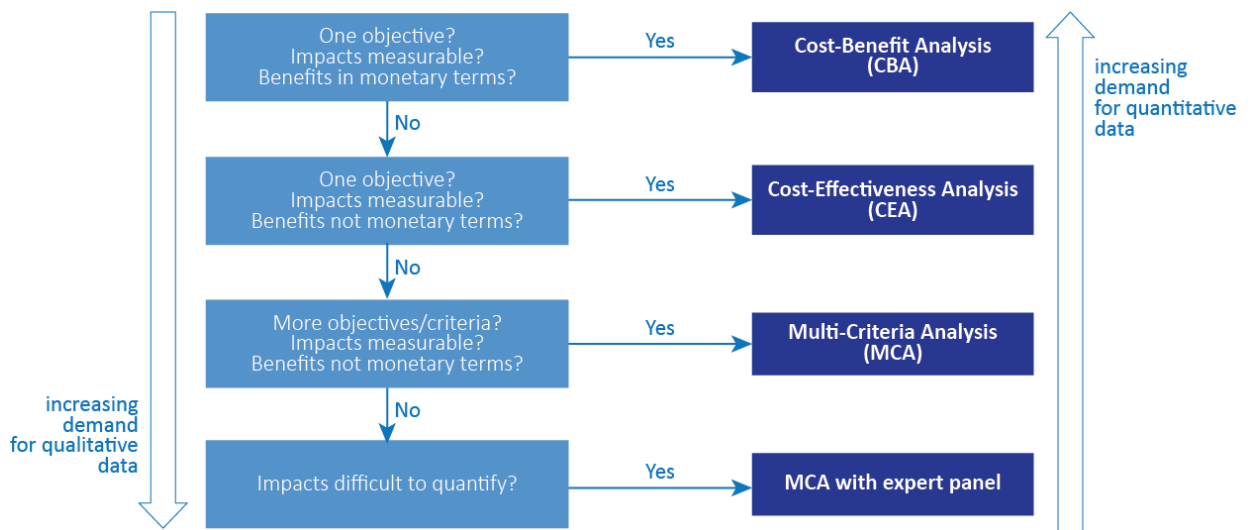 One objective?
Impacts measurable?
Benefits in monetary terms?
Yes
Cost-Benefit Analysis
(CBA)
increasing
demand
for quantitative
data
No
One objective?
Impacts measurable?
Benefits not monetary terms?
Yes
Cost-Effectiveness Analysis
(CEA)
No
More objectives/criteria?
Impacts measurable?
Benefits not monetary terms?
Yes
Multi-Criteria Analysis
(MCA)
No
increasing
demand
for qualitative
data
Impacts difficult to quantify?
Yes
MCA with expert panel